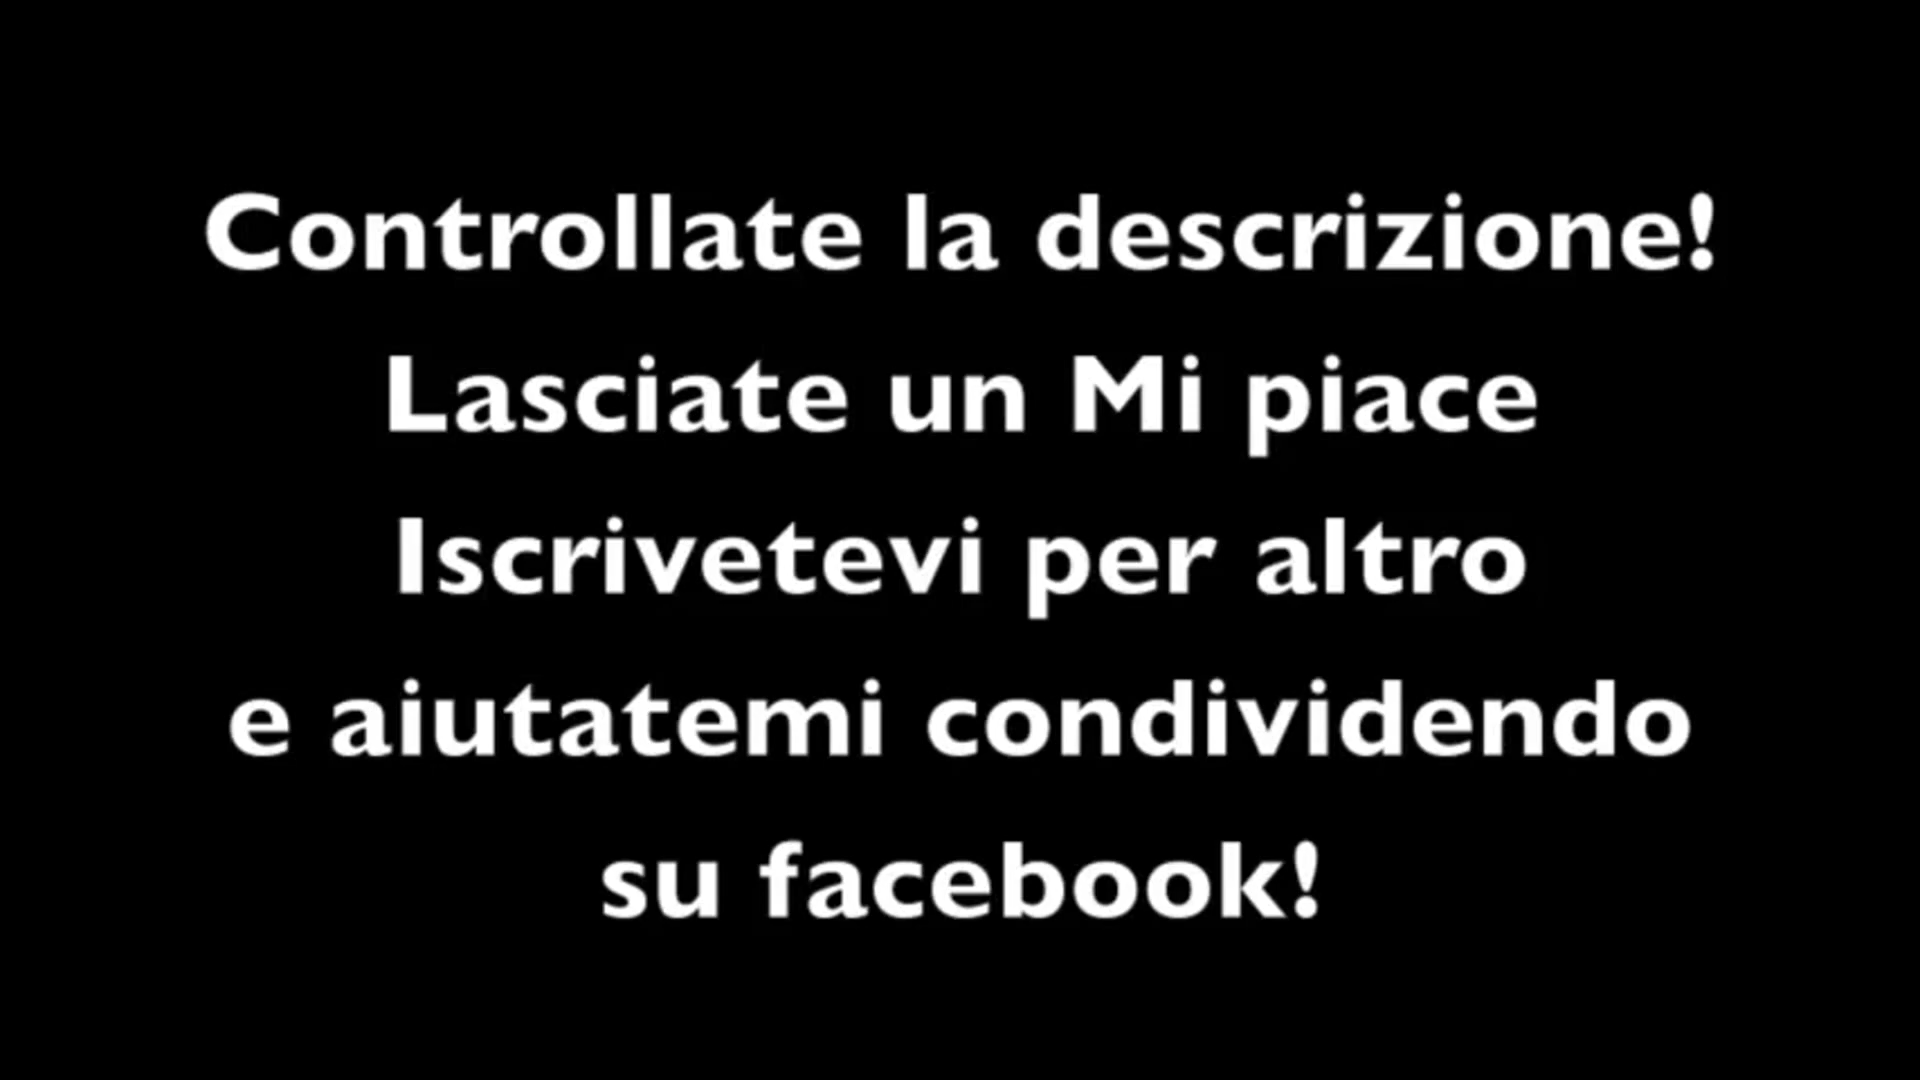 Controllate la descrizione!
Lasciate un Mi piace
Iscrivetevi per altro
e aiutatemi condividendo
su facebook!